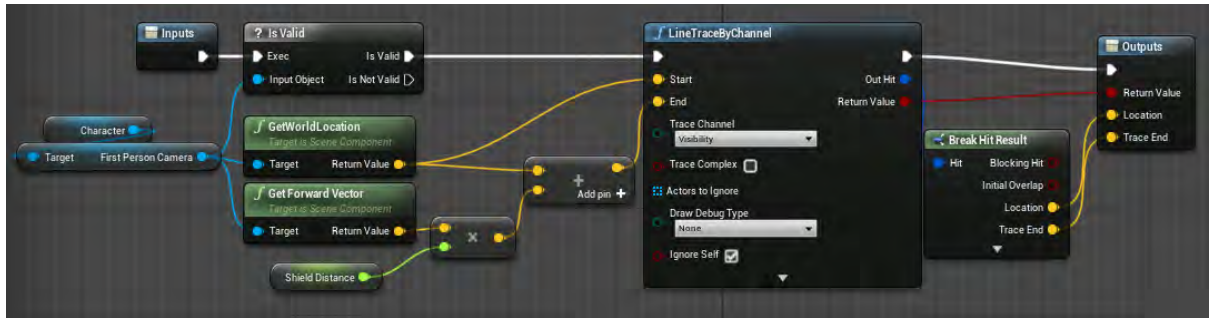 Inputs
? Is Valid
Exec
Is Valid
Input Object
Is Not Valid
Character
Target
First Person Camera
f GetWorldLocation
Target is Scene Component
Target
Return Value
f Get Forward Vector
Target is Scene Component
Target
Return Value
×
Shield Distance
+
Add pin +
f LineTraceByChannel
Start
Out Hit
End
Return Value
Trace Channel
Visibility
Trace Complex
Actors to Ignore
Draw Debug Type
None
Ignore Self
Break Hit Result
Hit
Blocking Hit
Initial Overlap
Location
Trace End
Outputs
Return Value
Location
Trace End